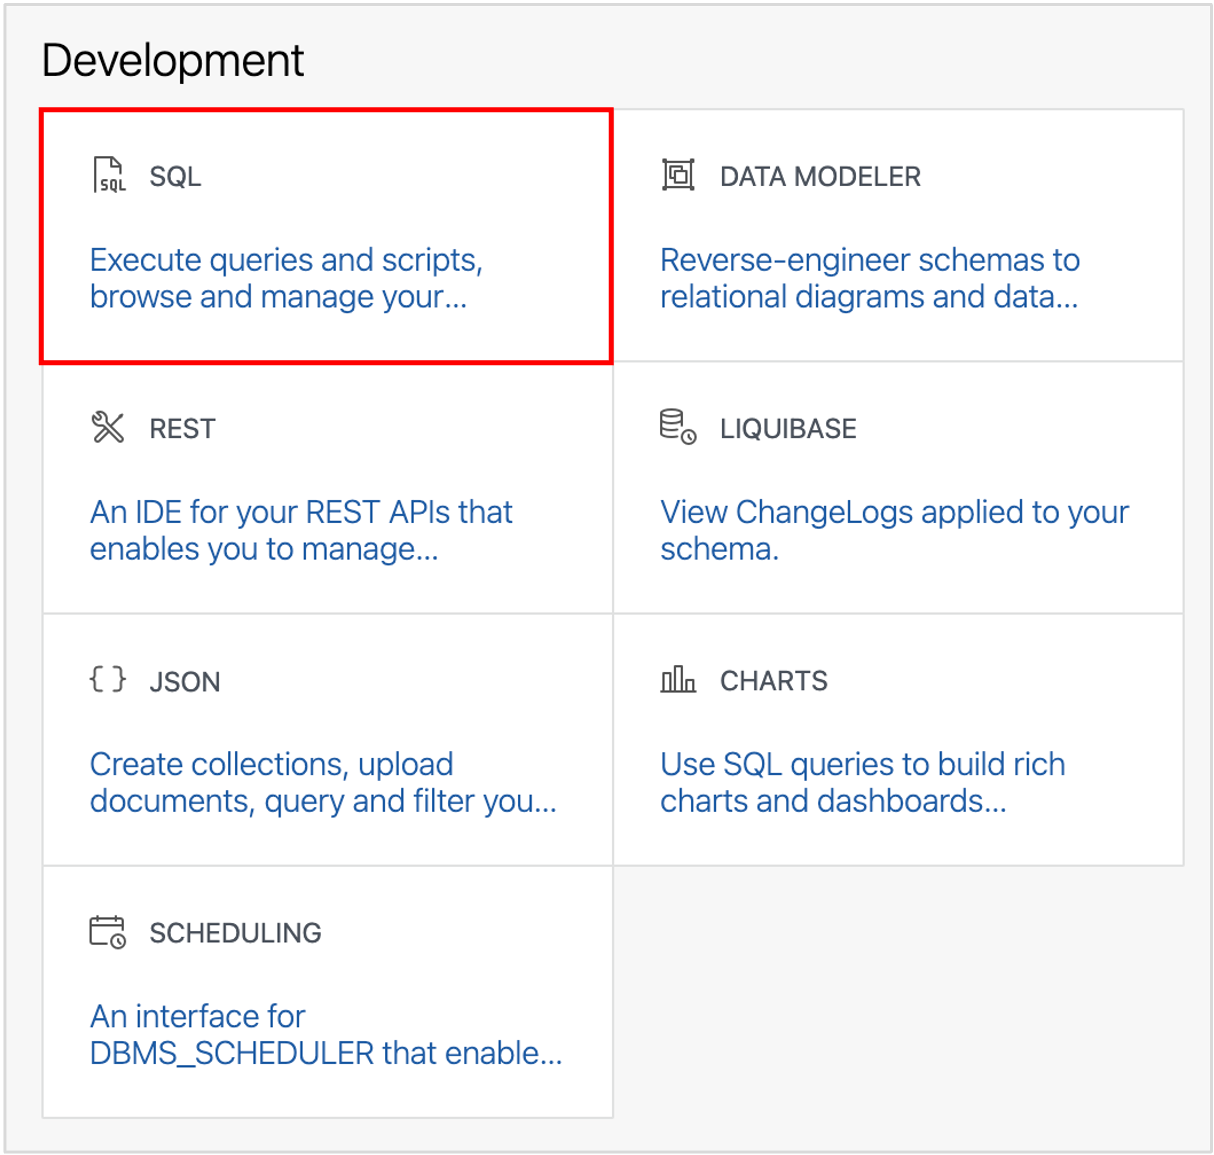 Development
SQL
SQL
Execute queries and scripts,
browse and manage your...
DATA MODELER
Reverse-engineer schemas to
relational diagrams and data...
REST
An IDE for your REST APIs that
enables you to manage...
LIQUIBASE
View ChangeLogs applied to your
schema.
{ } JSON
Create collections, upload
documents, query and filter you...
CHARTS
Use SQL queries to build rich
charts and dashboards...
SCHEDULING
An interface for
DBMS_SCHEDULER that enable...